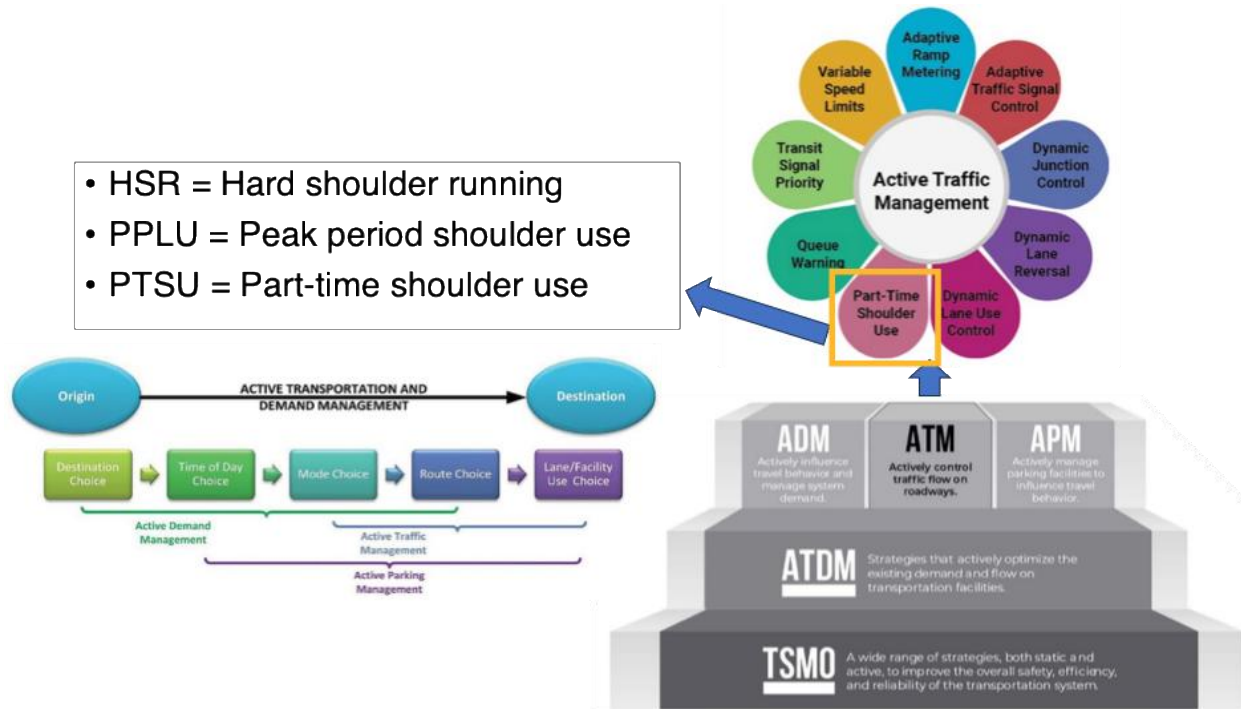 • HSR = Hard shoulder running
• PPLU = Peak period shoulder use
• PTSU = Part-time shoulder use
Adaptive
Ramp
Metering
Adaptive
Traffic Signal
Control
Dynamic
Junction
Control
Dynamic
Lane
Reversal
Dynamic
Lane Use
Control
Part-Time
Shoulder
Use
Queue
Warning
Transit
Signal
Priority
Variable
Speed
Limits
Active Traffic
Management
Origin
ACTIVE TRANSPORTATION AND
DEMAND MANAGEMENT
Destination
Destination
Choice
Time of Day
Choice
Mode Choice
Route Choice
Lane/Facility
Use Choice
Active Demand
Management
Active Traffic
Management
Active Parking
Management
ADM
Actively influence
travel behavior and
manage system
demand.
ATM
Actively control
traffic flow on
roadways.
APM
Actively manage
parking facilities to
influence travel
behavior.
ATDM
Strategies that actively optimize the
existing demand and flow on
transportation facilities.
TSMO
A wide range of strategies, both static and
active, to improve the overall safety, efficiency,
and reliability of the transportation system.